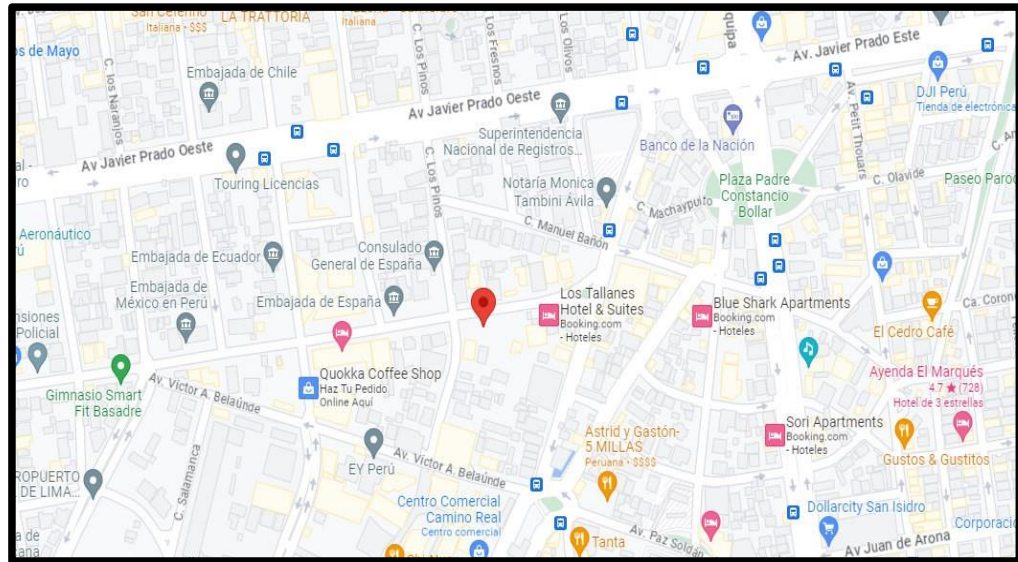 San Ceferino
Italiana - $$$
LA TRATTORIA
Italiana
os de Mayo
C. los Naranjos
Embajada de Chile
C. Los Pinos
Los Fresnos
Los Olivos
quipa
Av. Javier Prado Este
DJI Perú
Tienda de electrónica
Av. Petit Thouars
Av Javier Prado Oeste
Superintendencia
Nacional de Registros...
Banco de la Nación
Av Javier Prado Oeste
Touring Licencias
C. Los Pinos
Notaría Monica
Tambini Avila
C. Machaypuito
Plaza Padre
Constancio
Bollar
C. Olavide
Paseo Paroc
Aeronáutico
C. Manuel Bañón
Embajada de Ecuador
Consulado
General de España
Embajada de
México en Perú
Embajada de España
Los Tallanes
Hotel & Suites
Booking.com
- Hoteles
Blue Shark Apartments
Booking.com
- Hoteles
Ca. Corone
El Cedro Café
nsiones
Policial
Gimnasio Smart
Fit Basadre
Quokka Coffee Shop
Haz Tu Pedido
Online Aquí
Av. Víctor A. Belaúnde
Ayenda El Marqués
4.7 ★ (728)
Hotel de 3 estrellas
Astrid y Gastón-
5 MILLAS
Peruana - $$$$
Sori Apartments
Booking.com
- Hoteles
Gustos & Gustitos
EY Perú
Av. Víctor A. Belaúnde
ROPUERTO
DE LIMA...
C. Salamanca
Centro Comercial
Camino Real
Centro comercial
Tanta
Av. Paz Soldán
Dollarcity San Isidro
Corporació
Av Juan de Arona
a de
cana